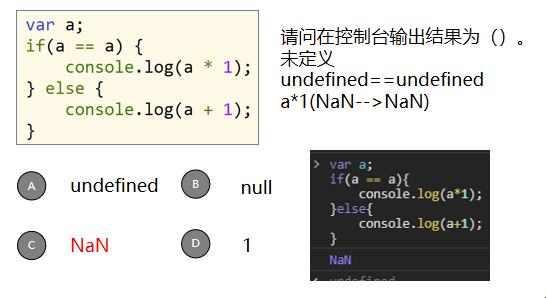 var a;
if(a == a) {
    console.log(a * 1);
} else {
    console.log(a + 1);
}
请问在控制台输出结果为（）。
未定义
undefined==undefined
a*1(NaN-->NaN)
A undefined
B null
C NaN
D 1
> var a;
if(a == a){
    console.log(a*1);
}else{
    console.log(a+1);
}
NaN
undefined